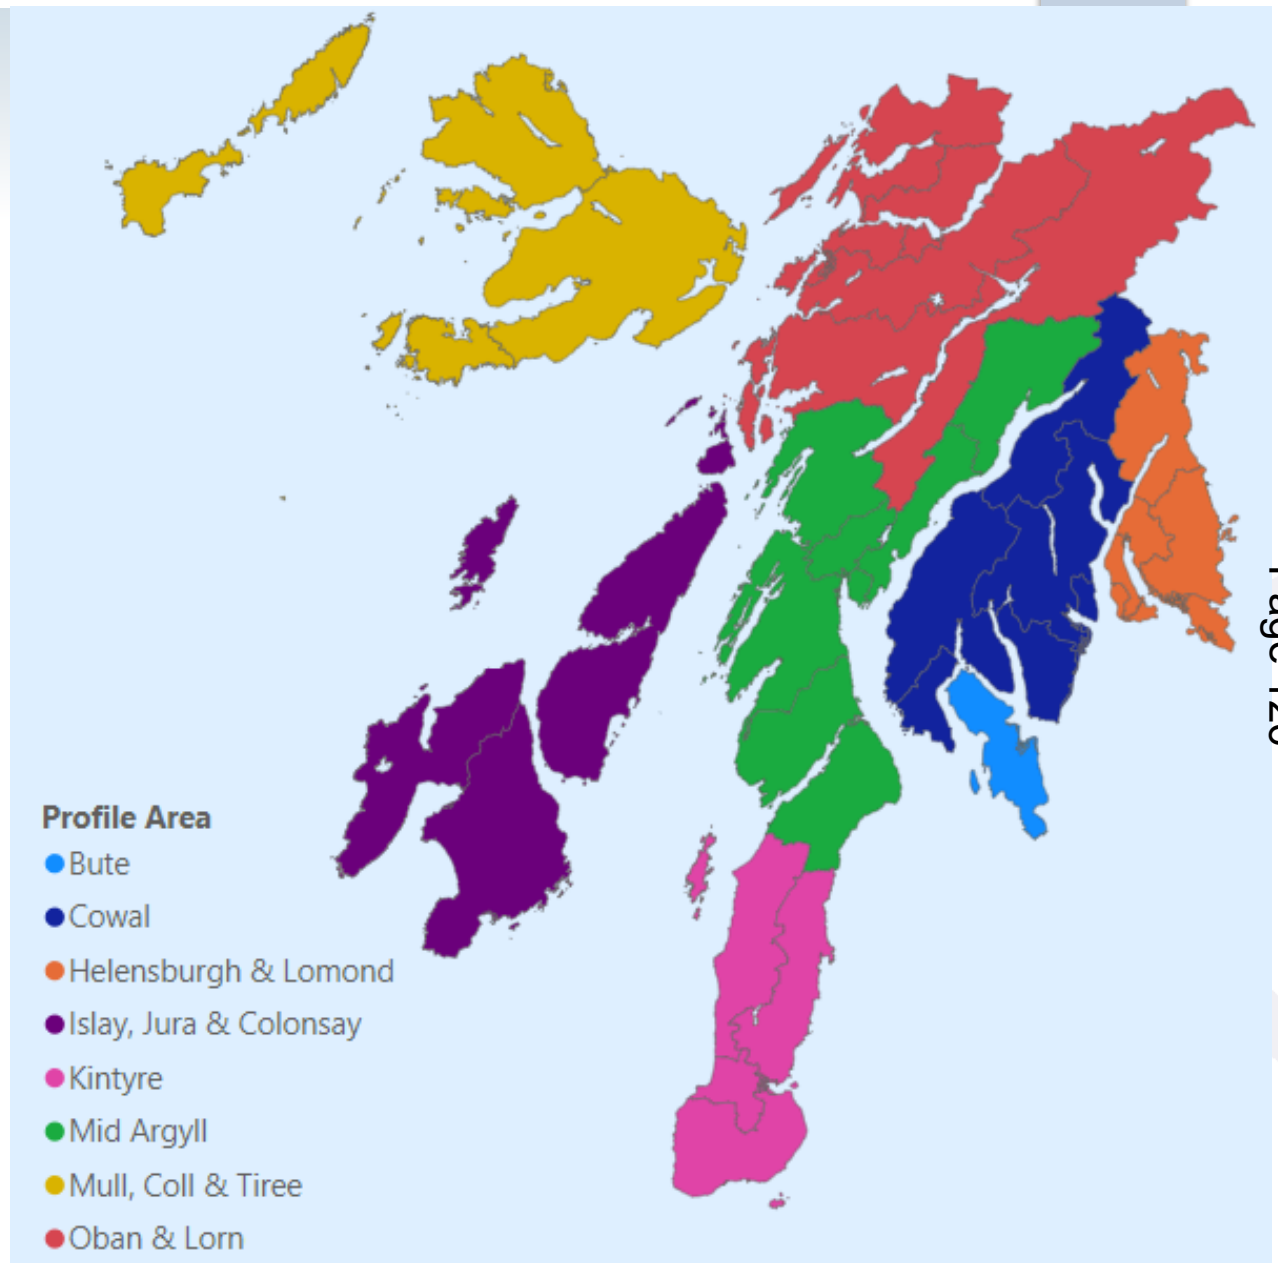 Profile Area
Bute
Cowal
Helensburgh & Lomond
Islay, Jura & Colonsay
Kintyre
Mid Argyll
Mull, Coll & Tiree
Oban & Lorn